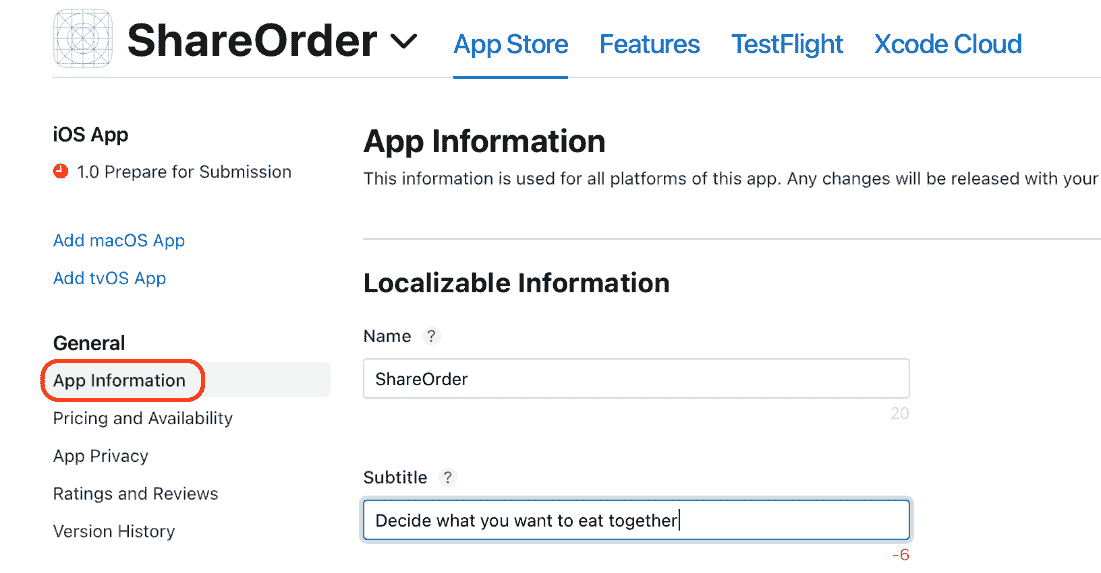 ShareOrder
App Store Features TestFlight Xcode Cloud
iOS App
1.0 Prepare for Submission
Add macOS App
Add tvOS App
General
App Information
Pricing and Availability
App Privacy
Ratings and Reviews
Version History
App Information
This information is used for all platforms of this app. Any changes will be released with your
Localizable Information
Name ?
ShareOrder
20
Subtitle ?
Decide what you want to eat together
-6